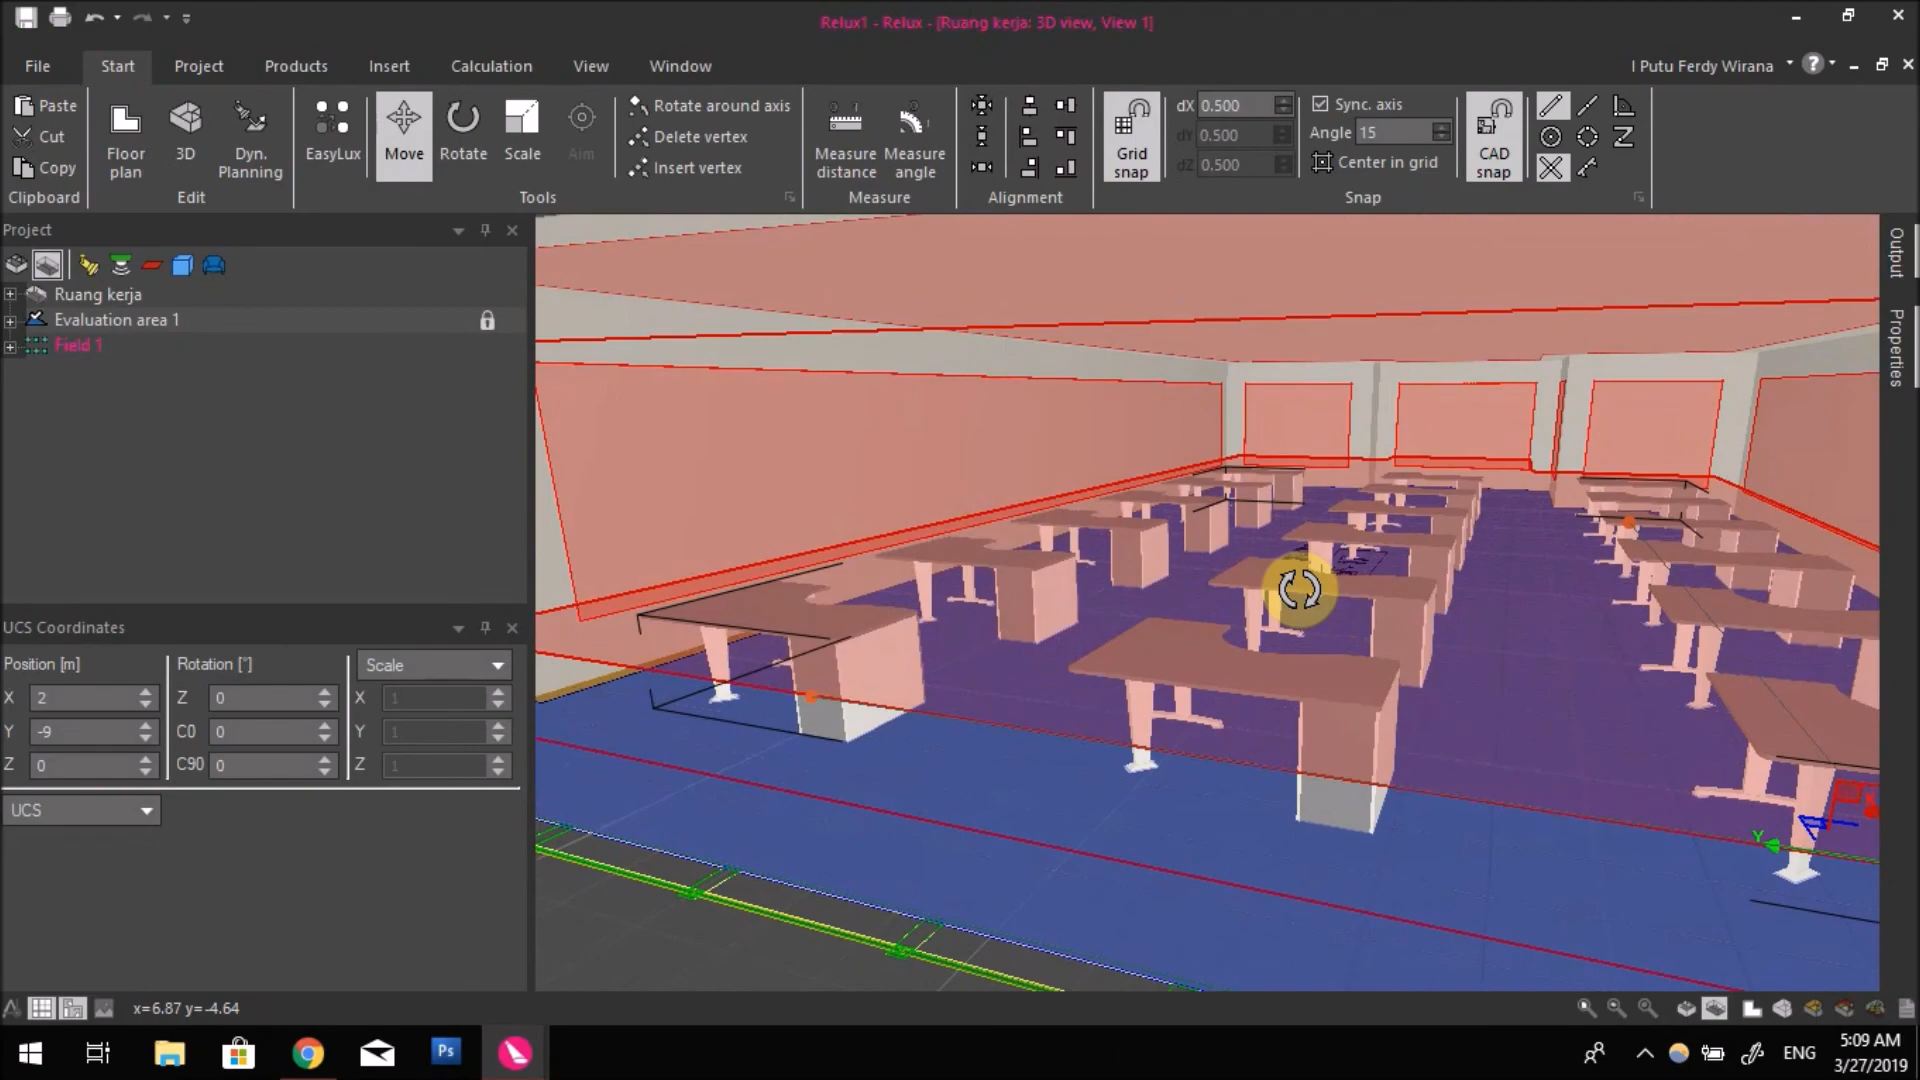 Relux1 - Relux - [Ruang kerja: 3D view, View 1]
File Start Project Products Insert Calculation View Window
I Putu Ferdy Wirana
Paste
Cut
Copy
Clipboard
Floor plan
3D
Dyn. Planning
Edit
EasyLux
Move
Rotate
Scale
Aim
Rotate around axis
Delete vertex
Insert vertex
Tools
Measure distance
Measure angle
Measure
Alignment
Grid snap
dX 0.500
dY 0.500
dZ 0.500
Sync. axis
Angle 15
Center in grid
CAD snap
Snap
Project
Ruang kerja
Evaluation area 1
Field 1
UCS Coordinates
Position [m] Rotation [°] Scale
X 2 Z 0 X 1
Y -9 C0 0 Y 1
Z 0 C90 0 Z 1
UCS
Output
Properties
Y
x=6.87 y=-4.64
Ps
ENG
5:09 AM
3/27/2019